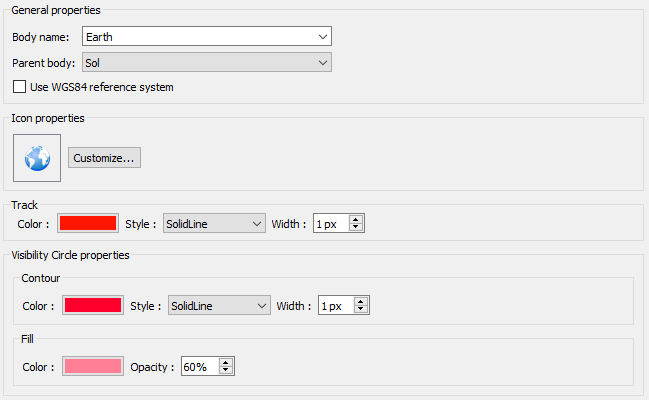 General properties
Body name: Earth
Parent body: Sol
Use WGS84 reference system
Icon properties
Customize...
Track
Color : Style : SolidLine Width : 1 px
Visibility Circle properties
Contour
Color : Style : SolidLine Width : 1 px
Fill
Color : Opacity : 60%